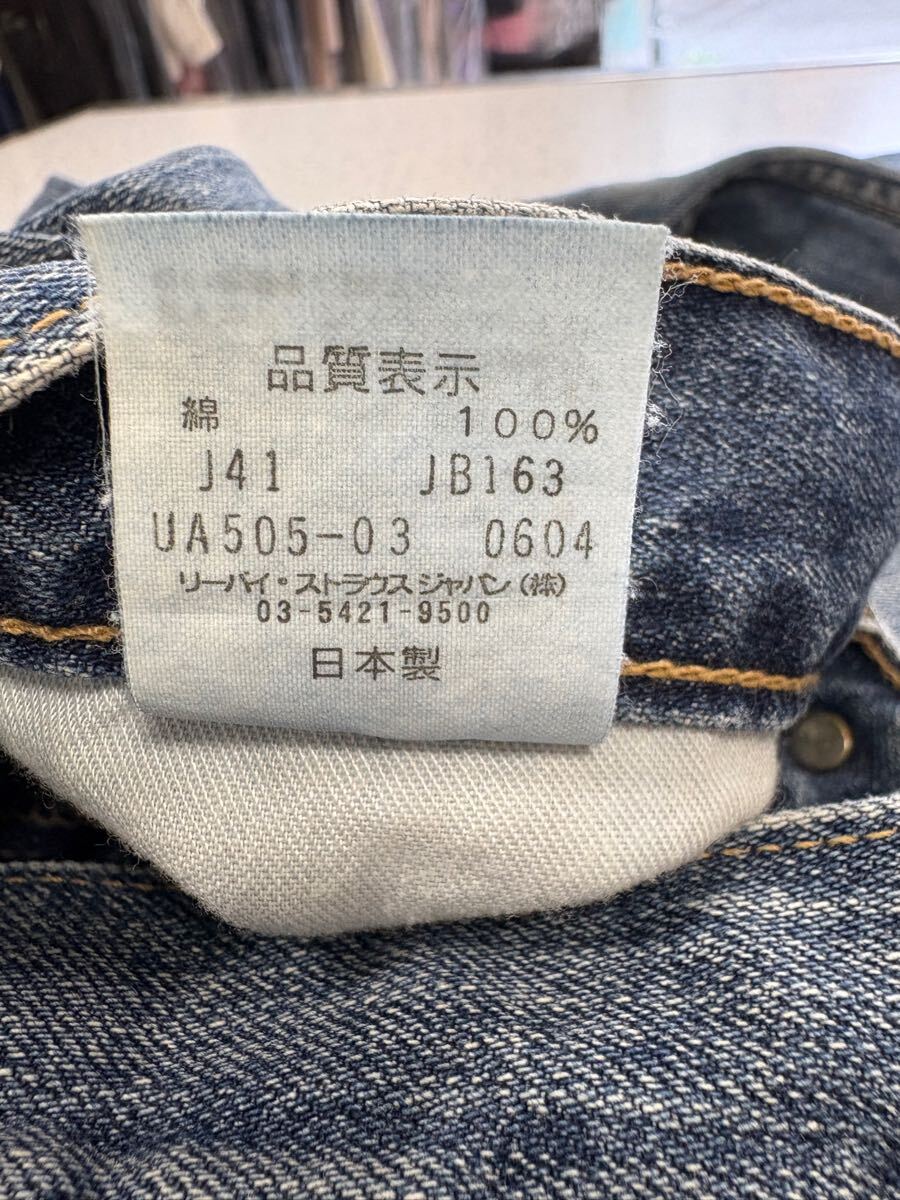 品質表示
綿 100%
J41 JB163
UA505-03 0604
リーバイ・ストラウス ジャパン(株)
03-5421-9500
日本製